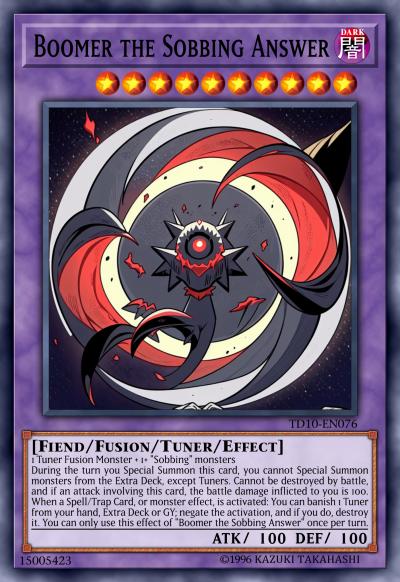 BOOMER THE SOBBING ANSWER
DARK
闇
TD10-EN076
[FIEND/FUSION/TUNER/EFFECT]
1 Tuner Fusion Monster + 1+ "Sobbing" monsters
During the turn you Special Summon this card, you cannot Special Summon
monsters from the Extra Deck, except Tuners. Cannot be destroyed by battle,
and if an attack involving this card, the battle damage inflicted to you is 100.
When a Spell/Trap Card, or monster effect, is activated: You can banish 1 Tuner
from your hand, Extra Deck or GY; negate the activation, and if you do, destroy
it. You can only use this effect of "Boomer the Sobbing Answer" once per turn.
ATK/ 100 DEF/ 100
15005423
©1996 KAZUKI TAKAHASHI